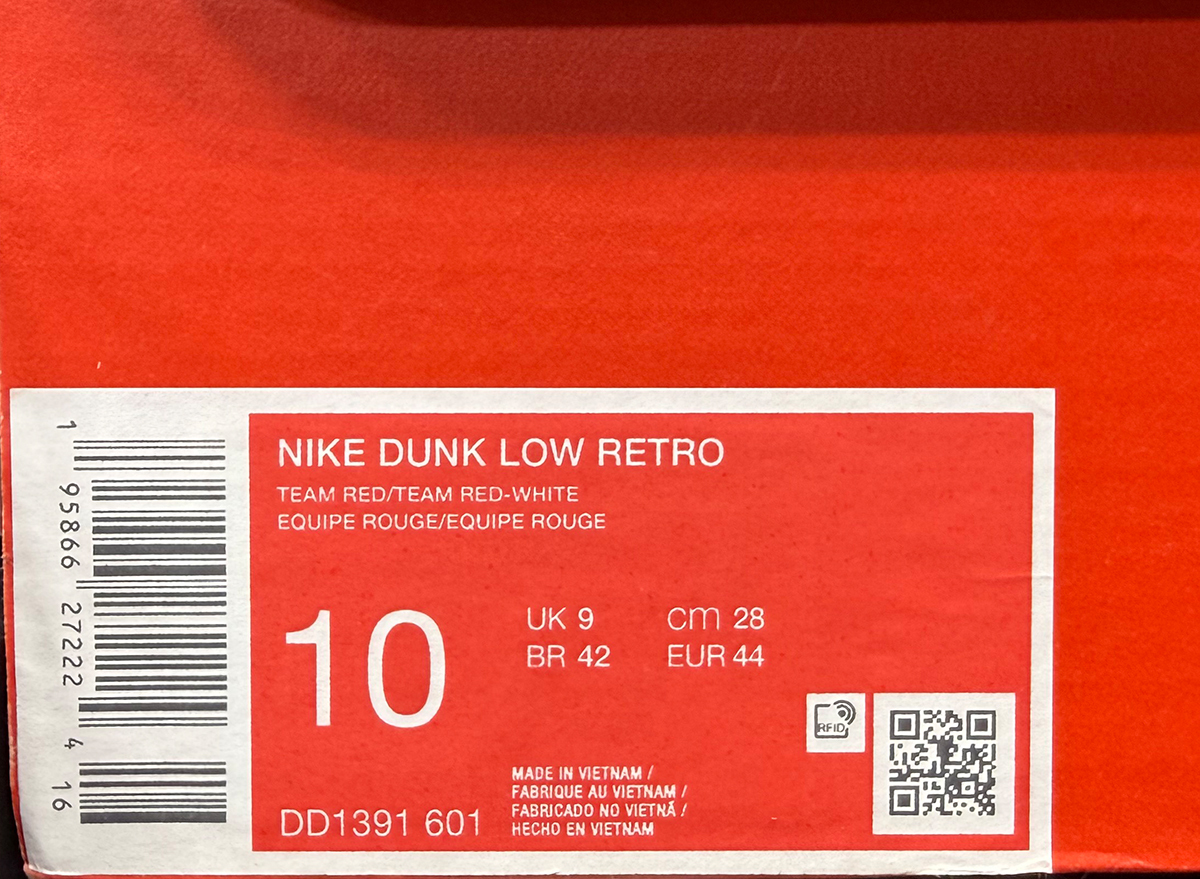 NIKE DUNK LOW RETRO
TEAM RED/TEAM RED-WHITE
EQUIPE ROUGE/EQUIPE ROUGE
10
UK 9
cm 28
BR 42
EUR 44
RFID
DD1391 601
MADE IN VIETNAM /
FABRIQUE AU VIETNAM /
FABRICADO NO VIETNÃ /
HECHO EN VIETNAM
1 95866 27222 4 16